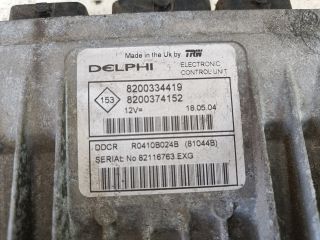 Made in the Uk by TRW
DELPHI ELECTRONIC CONTROL UNIT
153
8200334419
8200374152
12V= 18.05.04
DDCR R0410B024B (81044B)
SERIAL No 82116763.EXG